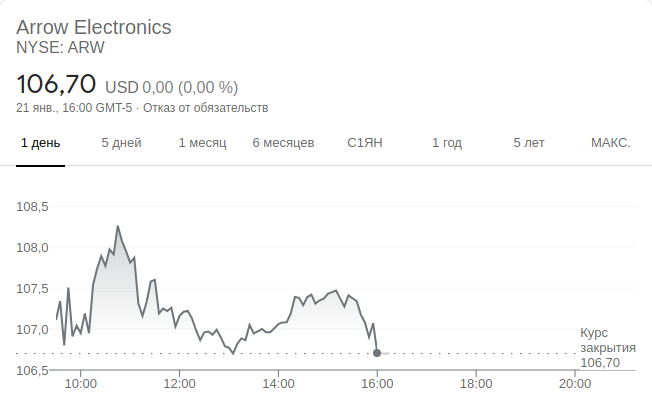 Arrow Electronics
NYSE: ARW
106,70 USD 0,00 (0,00 %)
21 янв., 16:00 GMT-5 · Отказ от обязательств
1 день 5 дней 1 месяц 6 месяцев С1ЯН 1 год 5 лет МАКС.
108,5
108,0
107,5
107,0
Курс
закрытия
106,70
106,5
10:00 12:00 14:00 16:00 18:00 20:00